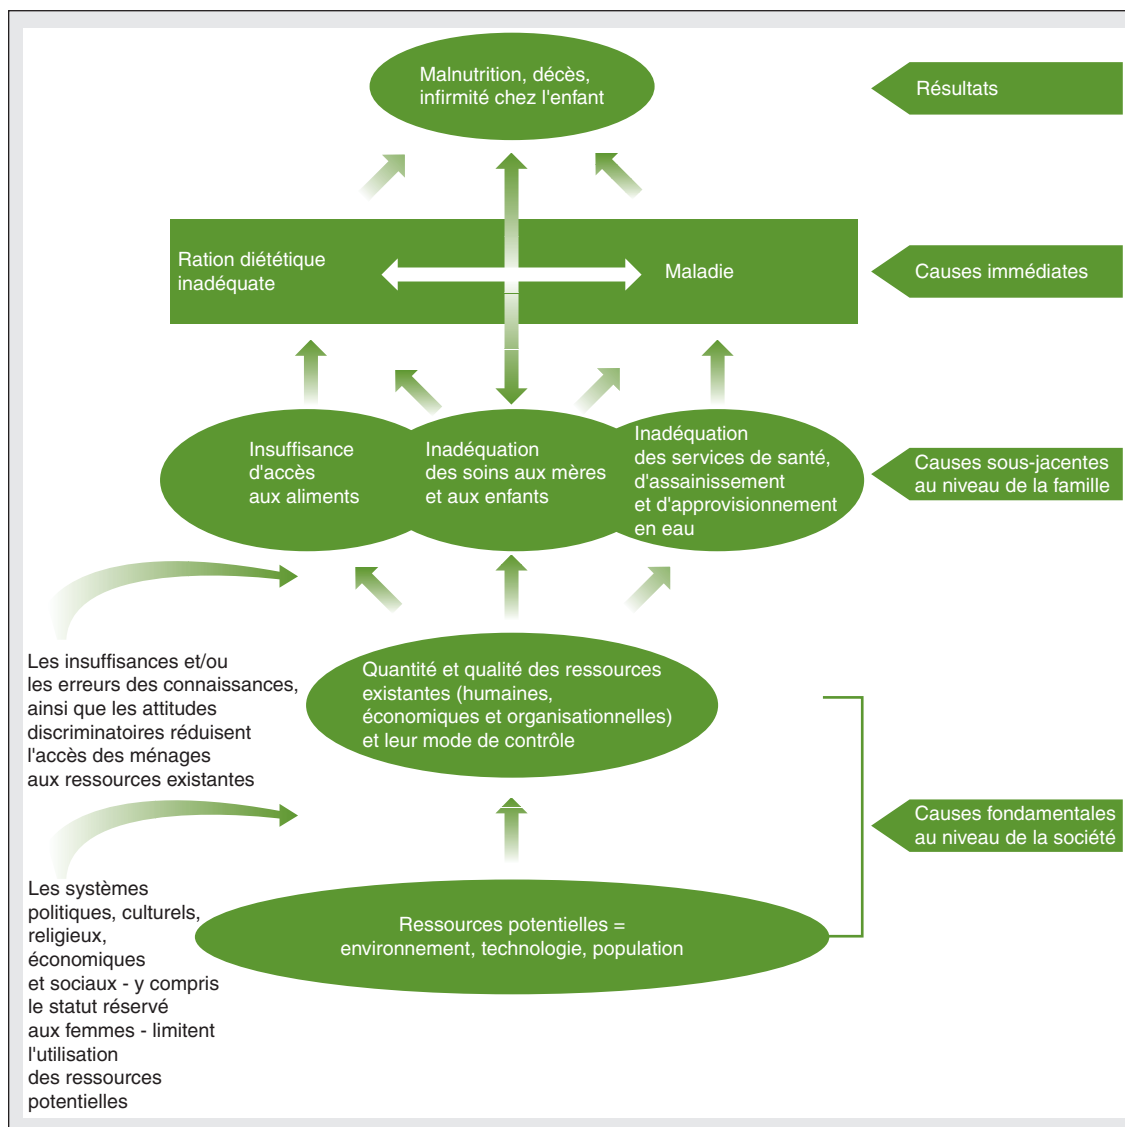 Malnutrition, décès,
infirmité chez l'enfant
Résultats
Ration diététique
inadéquate
Maladie
Causes immédiates
Insuffisance
d'accès
aux aliments
Inadéquation
des soins aux mères
et aux enfants
Inadéquation
des services de santé,
d'assainissement
et d'approvisionnement
en eau
Causes sous-jacentes
au niveau de la famille
Les insuffisances et/ou
les erreurs des connaissances,
ainsi que les attitudes
discriminatoires réduisent
l'accès des ménages
aux ressources existantes
Quantité et qualité des ressources
existantes (humaines,
économiques et organisationnelles)
et leur mode de contrôle
Causes fondamentales
au niveau de la société
Les systèmes
politiques, culturels,
religieux,
économiques
et sociaux - y compris
le statut réservé
aux femmes - limitent
l'utilisation
des ressources
potentielles
Ressources potentielles =
environnement, technologie, population